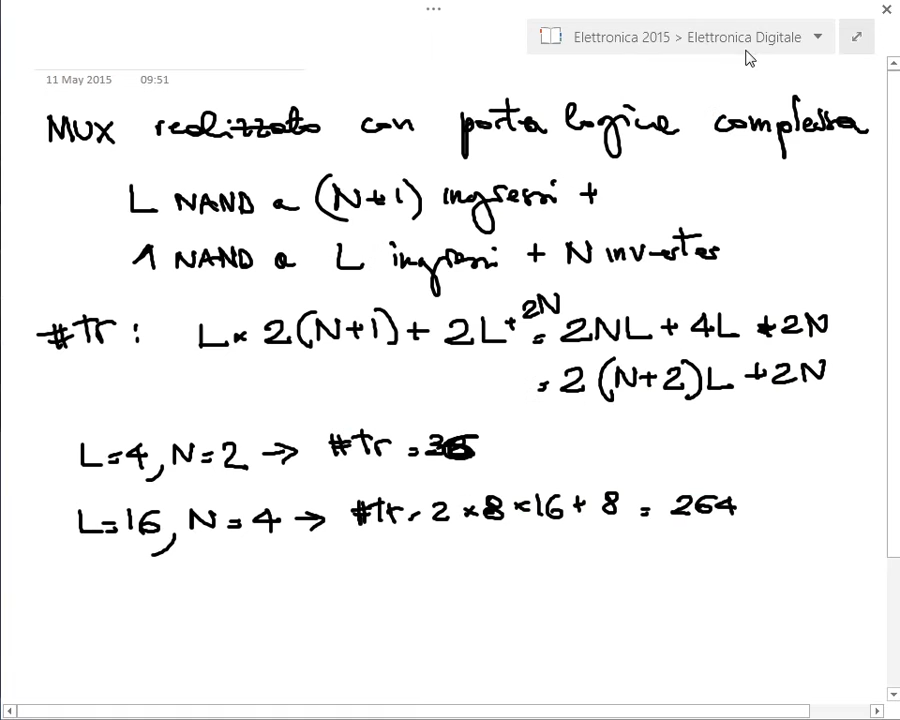 Elettronica 2015 > Elettronica Digitale
11 May 2015 09:51
MUX realizzato con porta logica complessa
L NAND a (N+1) ingressi +
1 NAND a L ingressi + N inverter
#tr : L × 2(N+1) + 2L + 2N = 2NL + 4L + 2N
= 2 (N+2)L + 2N
L=4, N=2 → #tr =
L=16, N=4 → #tr = 2 × 8 × 16 + 8 = 264